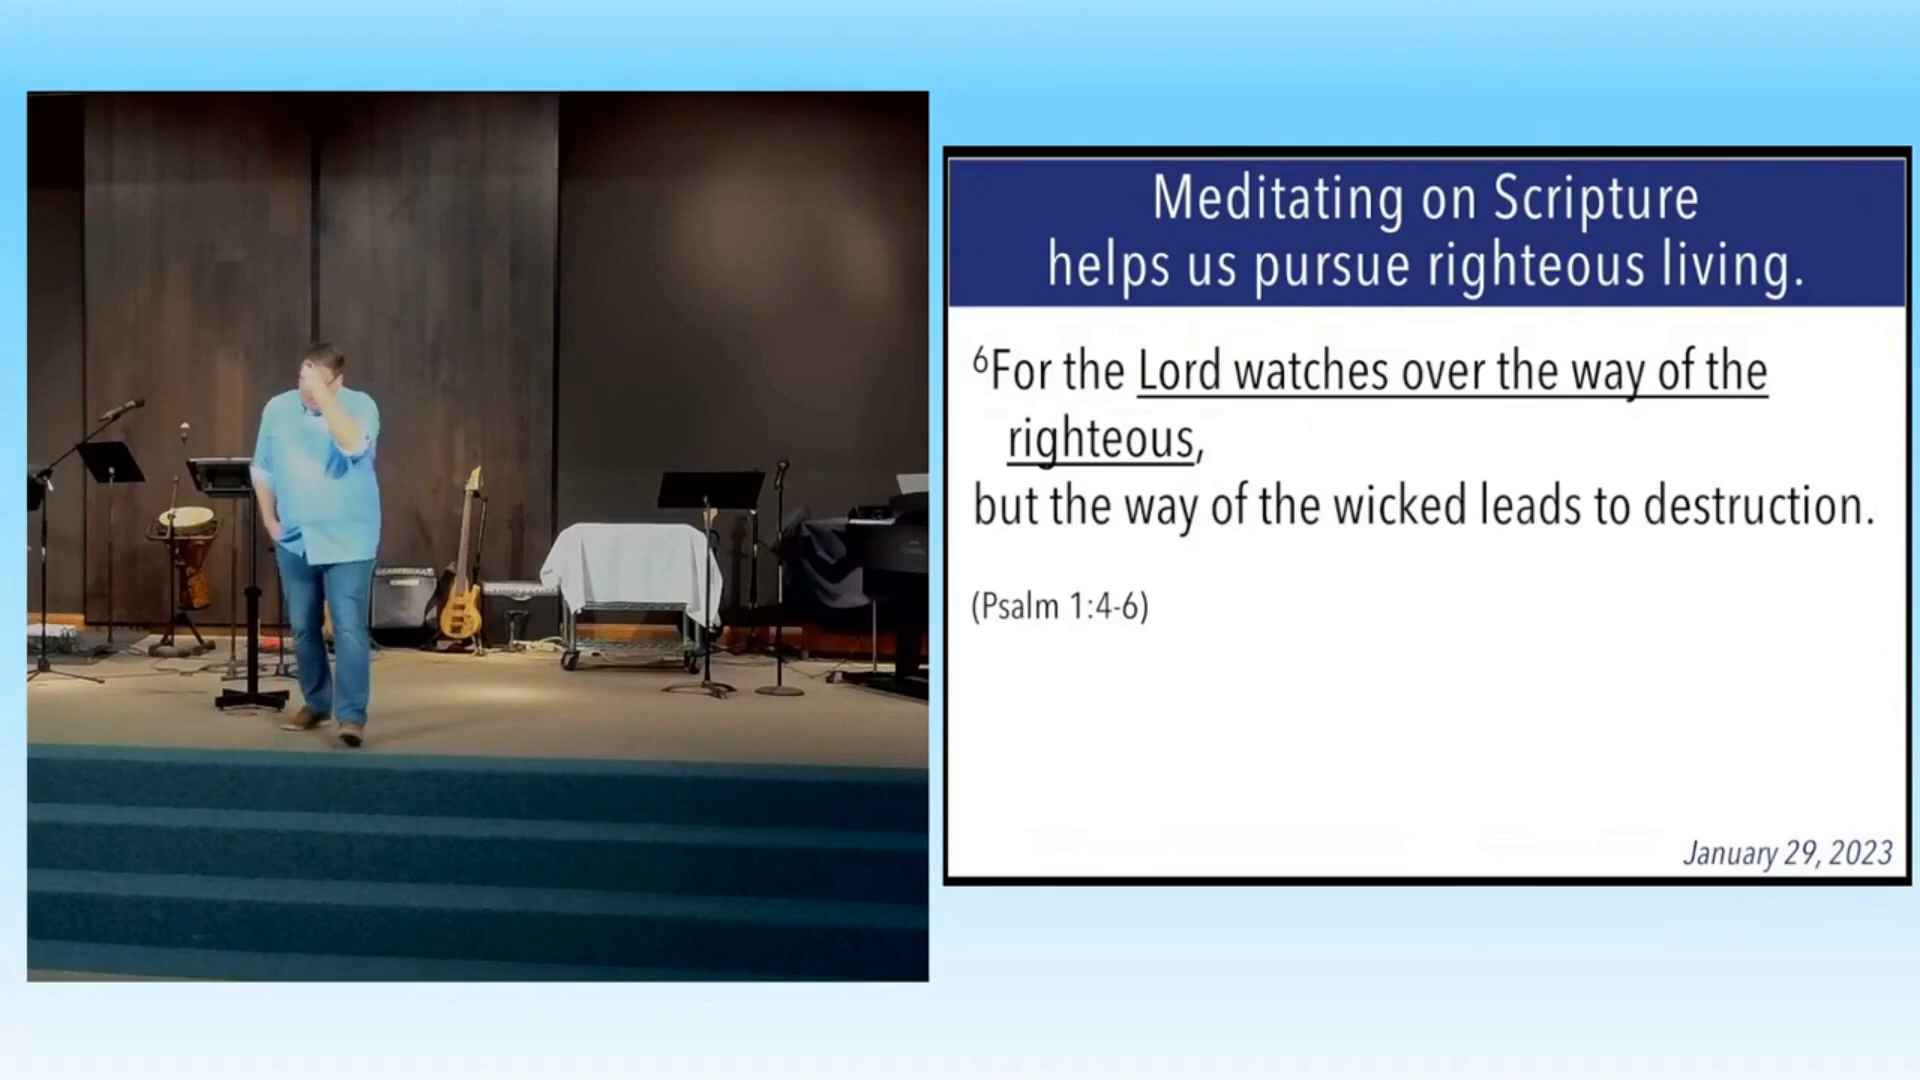 Meditating on Scripture
helps us pursue righteous living.
⁶For the Lord watches over the way of the
righteous,
but the way of the wicked leads to destruction.
(Psalm 1:4-6)
January 29, 2023